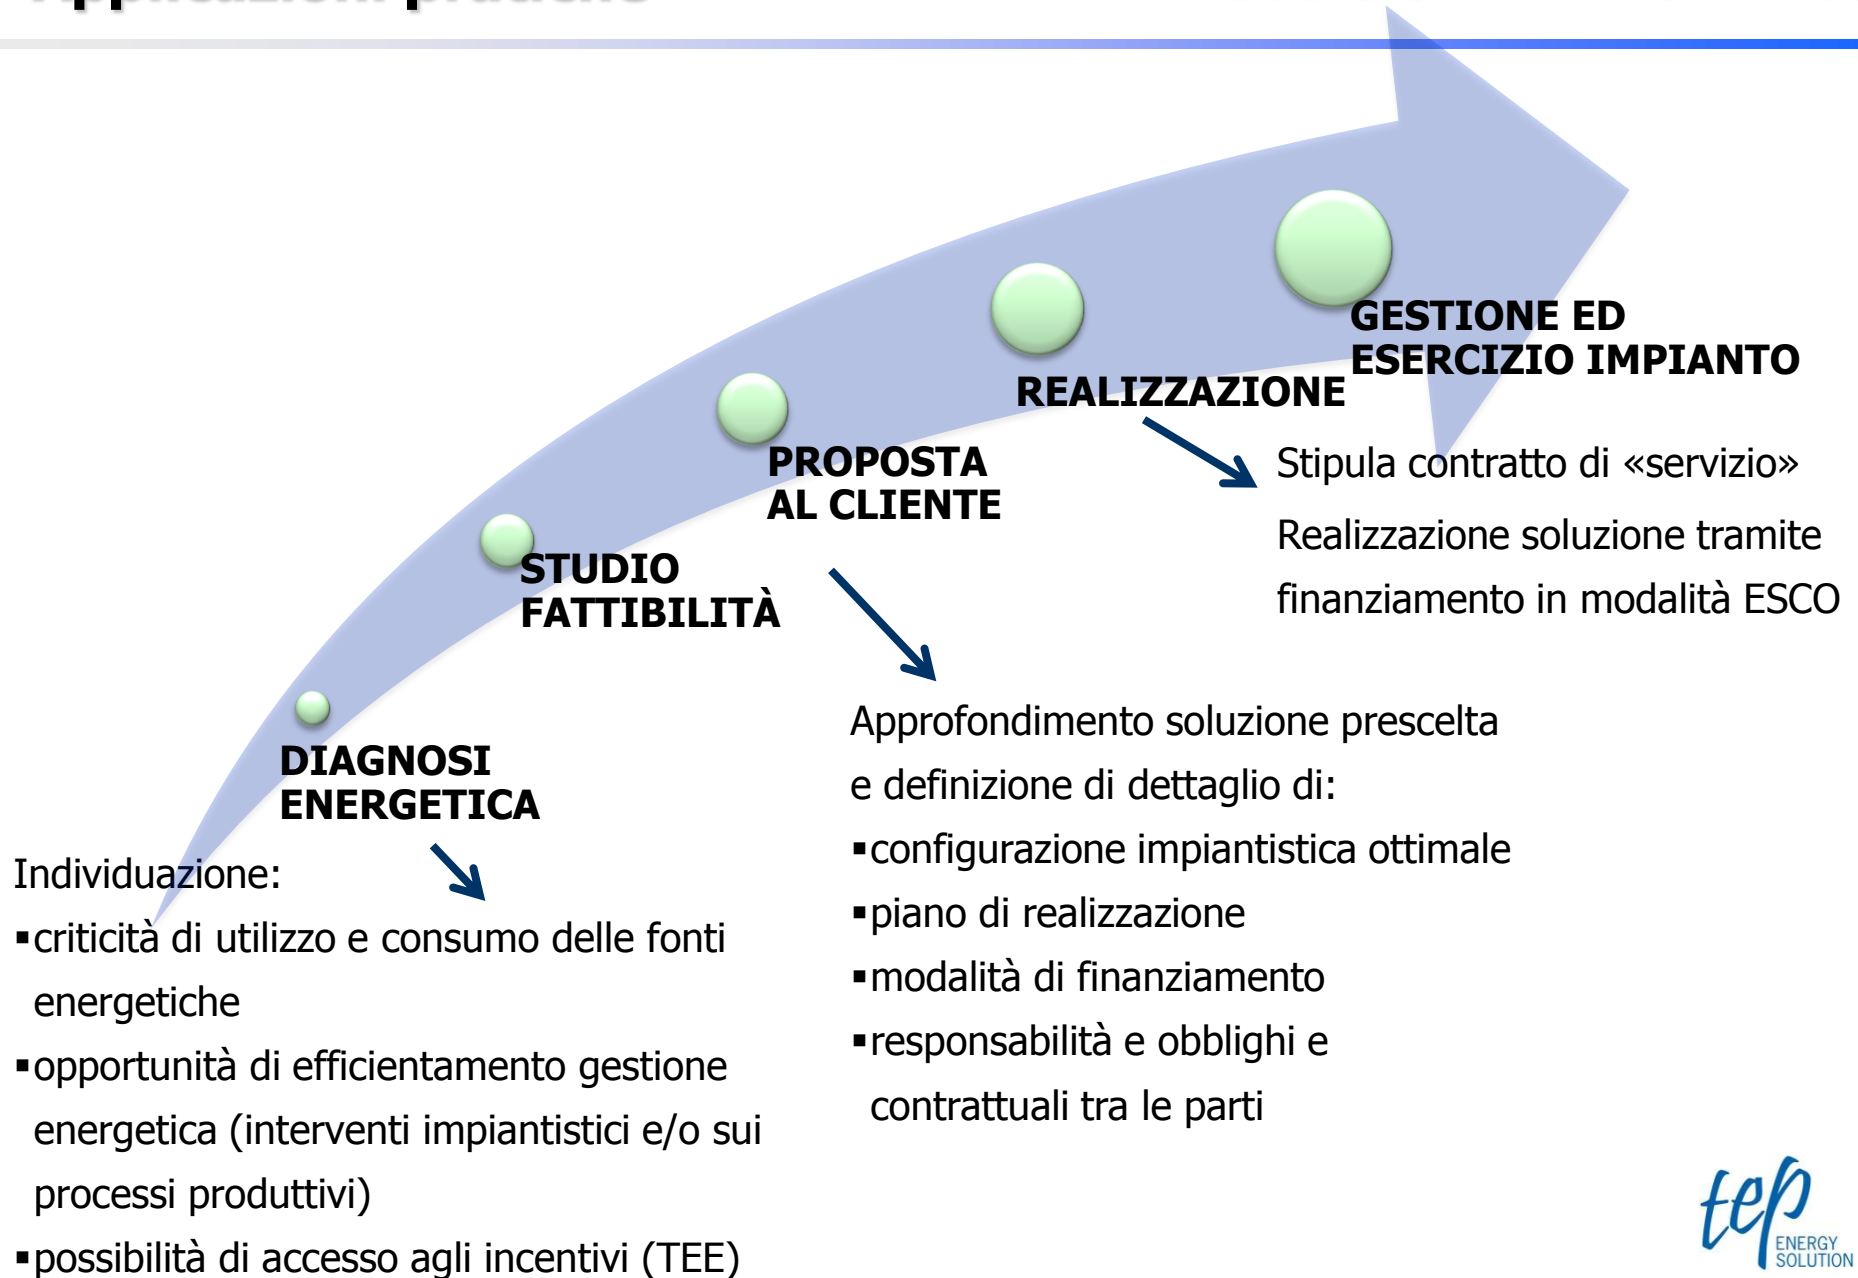 Applicazioni pratiche
GESTIONE ED
ESERCIZIO IMPIANTO
REALIZZAZIONE
Stipula contratto di «servizio»
Realizzazione soluzione tramite
finanziamento in modalità ESCO
PROPOSTA
AL CLIENTE
Approfondimento soluzione prescelta
e definizione di dettaglio di:
▪configurazione impiantistica ottimale
▪piano di realizzazione
▪modalità di finanziamento
▪responsabilità e obblighi e
contrattuali tra le parti
STUDIO
FATTIBILITÀ
DIAGNOSI
ENERGETICA
Individuazione:
▪criticità di utilizzo e consumo delle fonti
energetiche
▪opportunità di efficientamento gestione
energetica (interventi impiantistici e/o sui
processi produttivi)
▪possibilità di accesso agli incentivi (TEE)
tep
ENERGY
SOLUTION